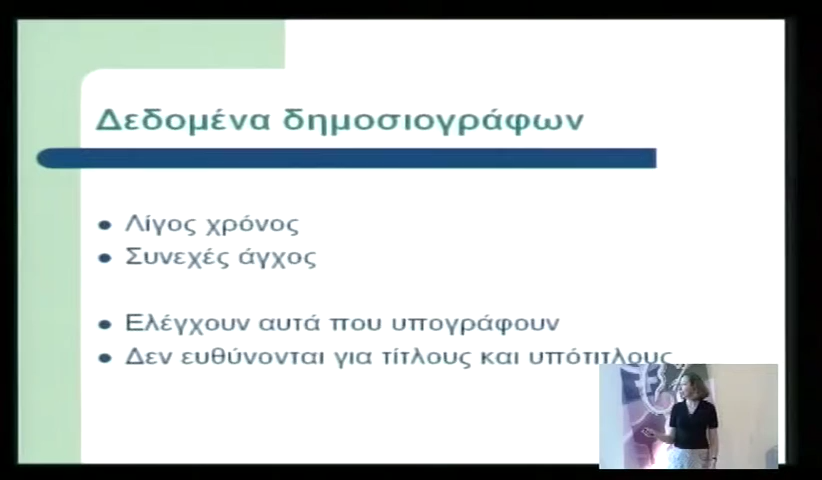 Δεδομένα δημοσιογράφων
Λίγος χρόνος
Συνεχές άγχος
Ελέγχουν αυτά που υπογράφουν
Δεν ευθύνονται για τίτλους και υπότιτλους